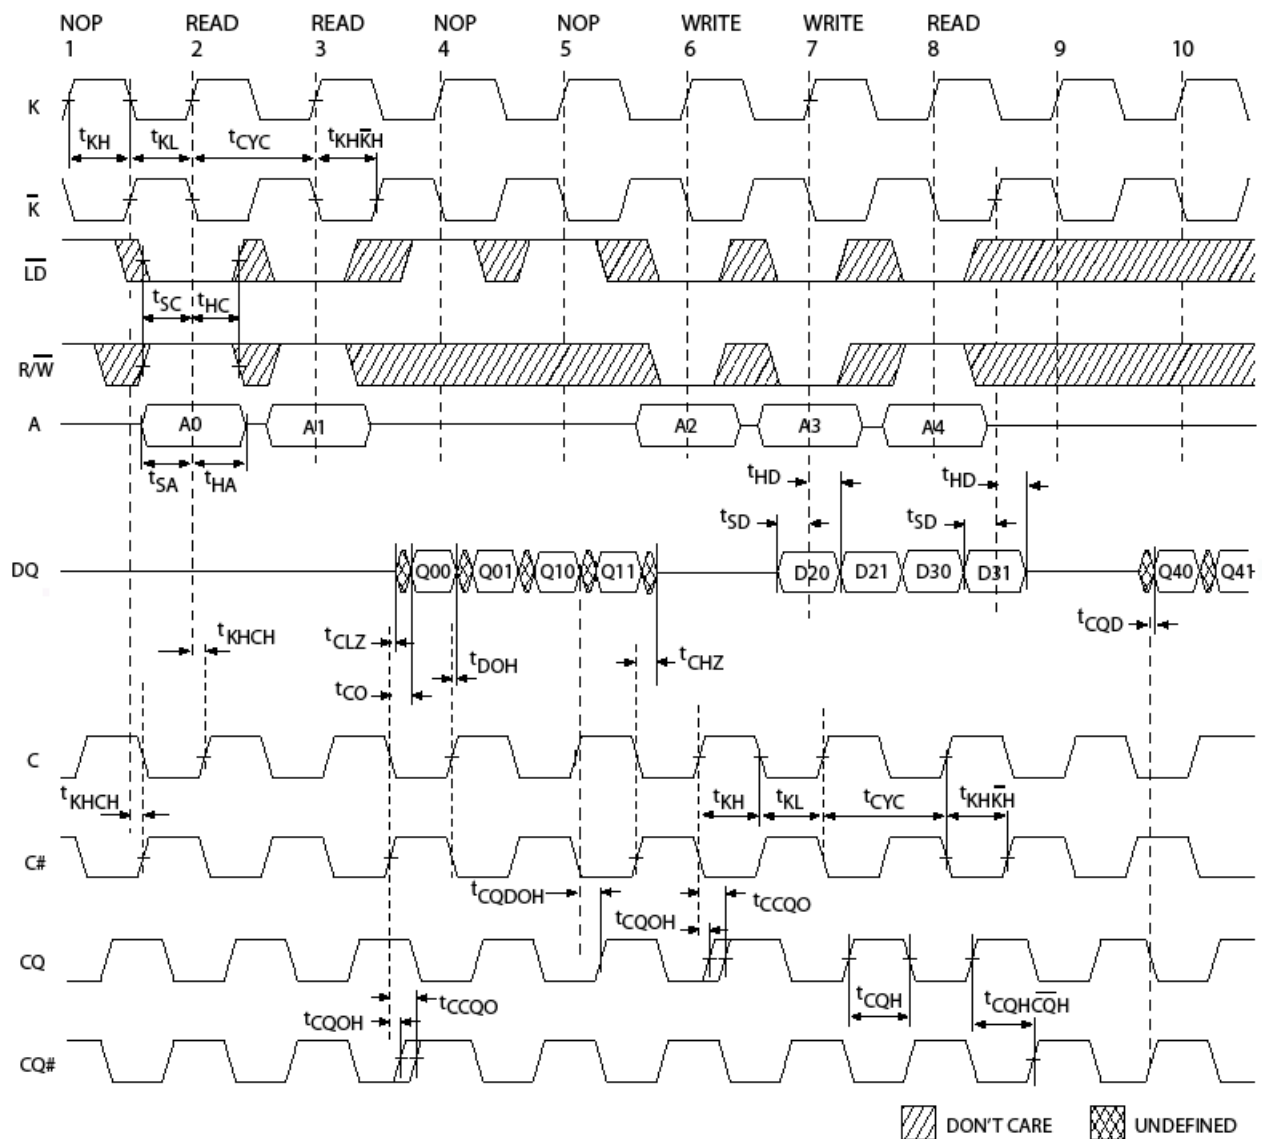 NOP READ READ NOP NOP WRITE WRITE READ
1 2 3 4 5 6 7 8 9 10
K
tKH tKL tCYC tKHK̅H
K̅
L̅D̅
tSC tHC
R/W̅
A A0 A1 A2 A3 A4
tSA tHA tHD tHD
tSD tSD
DQ Q00 Q01 Q10 Q11 D20 D21 D30 D31 Q40 Q41
tKHCH tCLZ tDOH tCHZ tCQD
tCO
C
tKHCH tKH tKL tCYC tKHK̅H
C#
tCQDOH tCQOH tCCQO
CQ
tCQH tCQHC̅Q̅H
tCQOH tCCQO
CQ#
DON'T CARE UNDEFINED